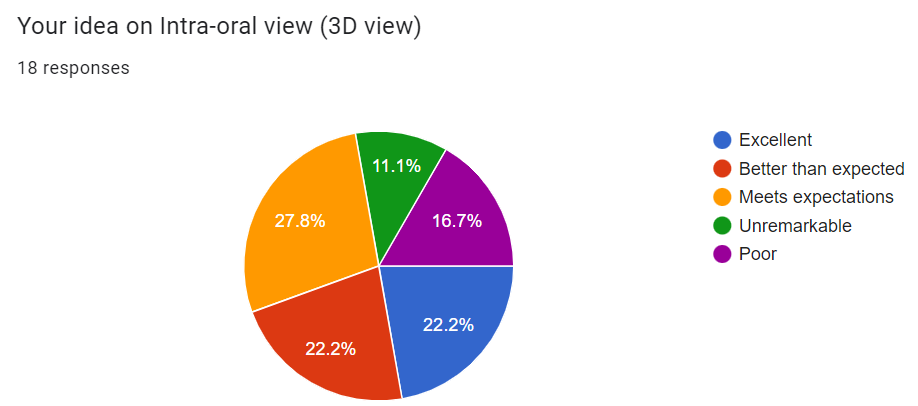 Your idea on Intra-oral view (3D view)
18 responses
Excellent
Better than expected
Meets expectations
Unremarkable
Poor
11.1%
16.7%
27.8%
22.2%
22.2%